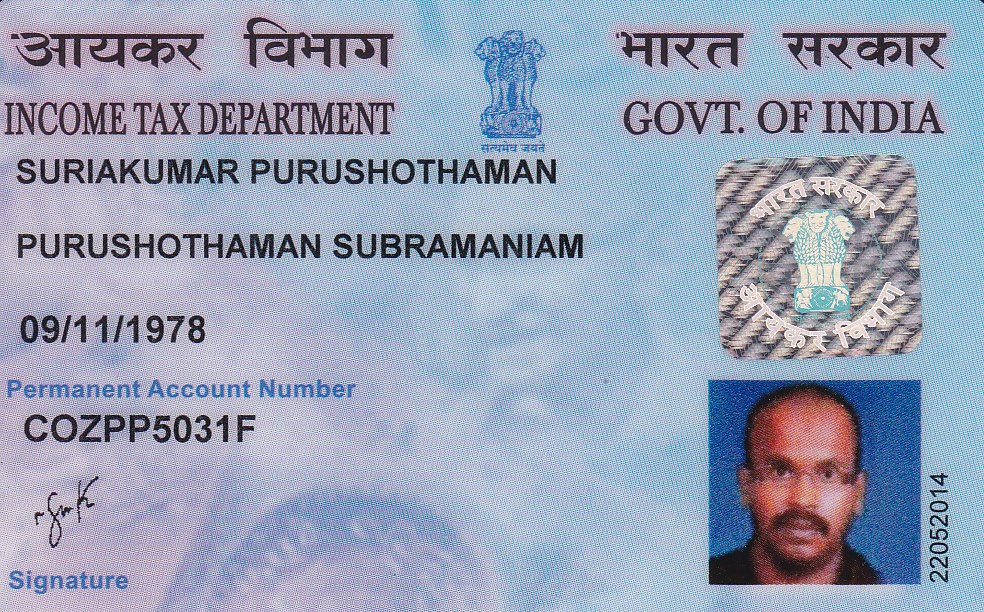 आयकर विभाग
भारत सरकार
INCOME TAX DEPARTMENT
GOVT. OF INDIA
सत्यमेव जयते
SURIAKUMAR PURUSHOTHAMAN
PURUSHOTHAMAN SUBRAMANIAM
09/11/1978
Permanent Account Number
COZPP5031F
Signature
भारत सरकार
आयकर विभाग
22052014